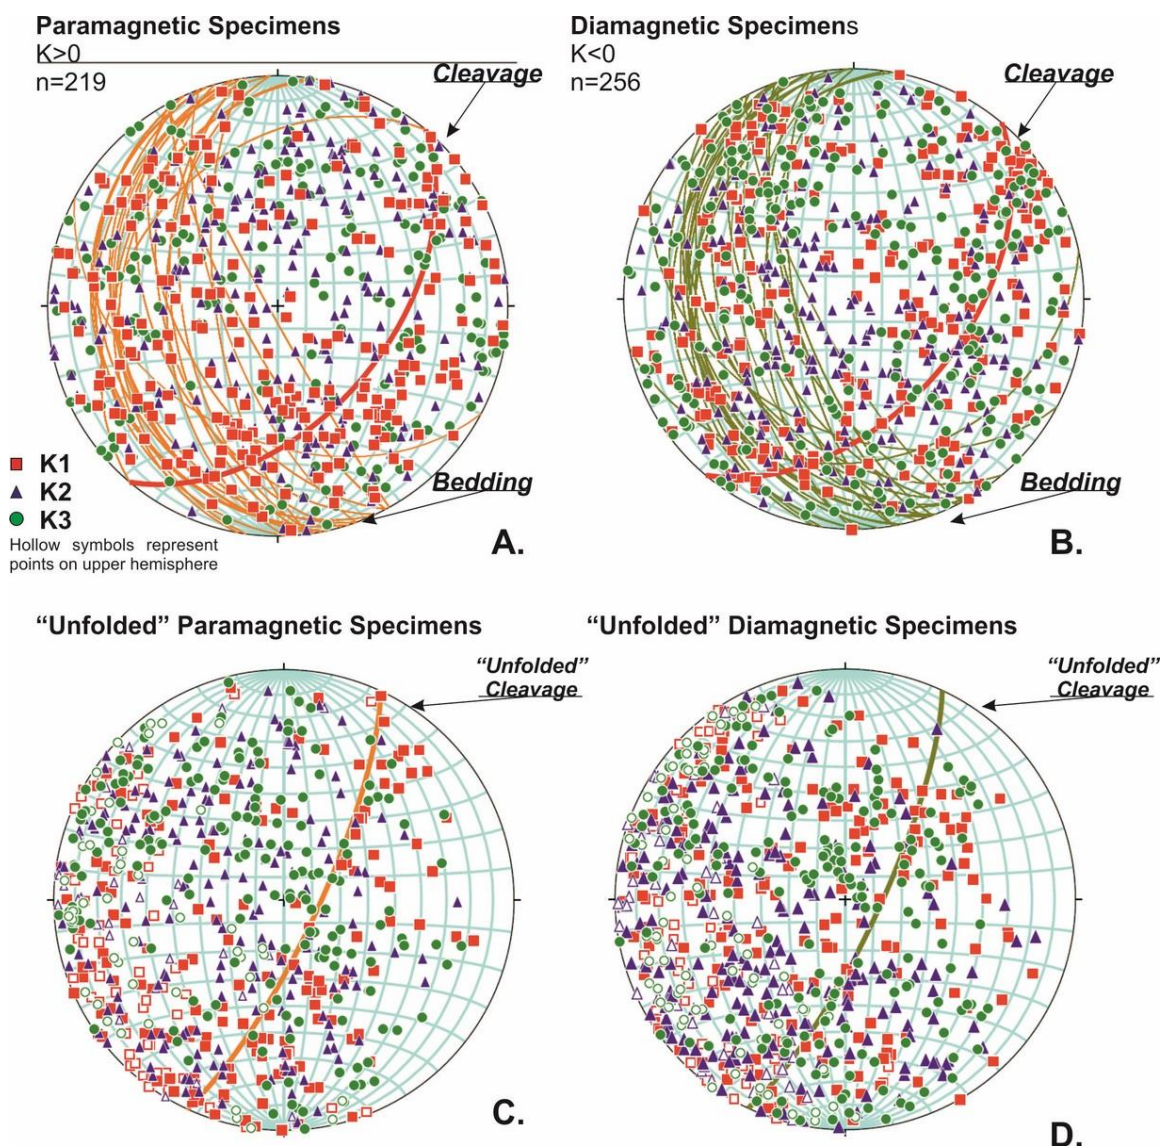 Paramagnetic Specimens
K>0
n=219
Cleavage
Diamagnetic Specimens
K<0
n=256
Cleavage
K1
K2
K3
Hollow symbols represent
points on upper hemisphere
Bedding
A.
Bedding
B.
“Unfolded” Paramagnetic Specimens
“Unfolded”
Cleavage
“Unfolded” Diamagnetic Specimens
“Unfolded”
Cleavage
C.
D.